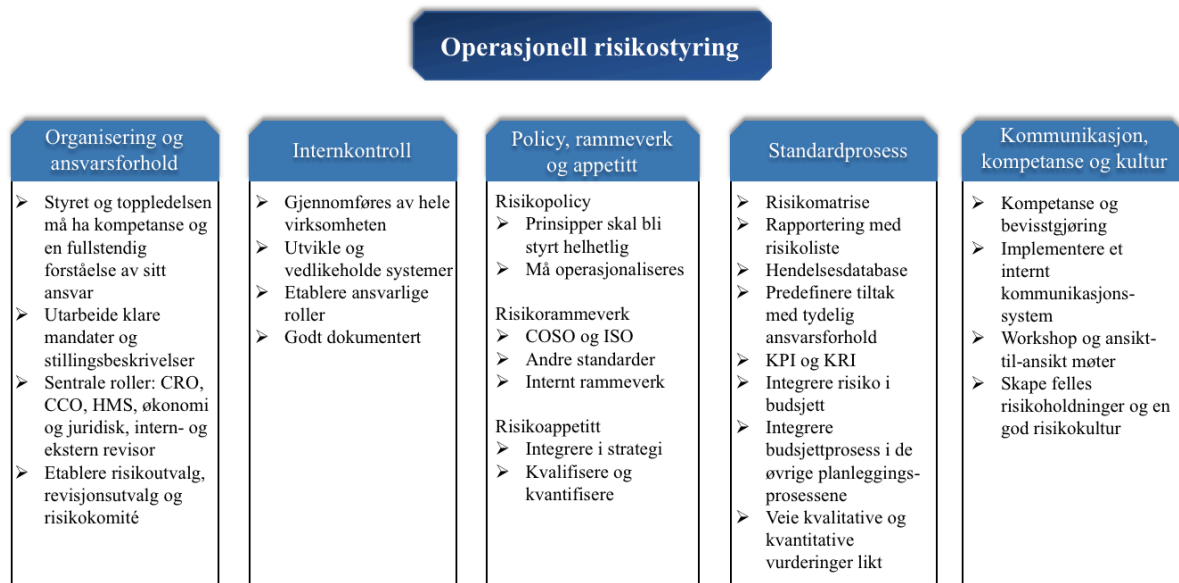 Operasjonell risikostyring
Organisering og
ansvarsforhold
➢ Styret og toppledelsen
må ha kompetanse og
en fullstendig
forståelse av sitt
ansvar
➢ Utarbeide klare
mandater og
stillingsbeskrivelser
➢ Sentrale roller: CRO,
CCO, HMS, økonomi
og juridisk, intern- og
ekstern revisor
➢ Etablere risikoutvalg,
revisjonsutvalg og
risikokomité
Internkontroll
➢ Gjennomføres av hele
virksomheten
➢ Utvikle og
vedlikeholde systemer
➢ Etablere ansvarlige
roller
➢ Godt dokumentert
Policy, rammeverk
og appetitt
Risikopolicy
➢ Prinsipper skal bli
styrt helhetlig
➢ Må operasjonaliseres
Risikorammeverk
➢ COSO og ISO
➢ Andre standarder
➢ Internt rammeverk
Risikoappetitt
➢ Integrere i strategi
➢ Kvalifisere og
kvantifisere
Standardprosess
➢ Risikomatrise
➢ Rapportering med
risikoliste
➢ Hendelsesdatabase
➢ Predefinere tiltak
med tydelig
ansvarsforhold
➢ KPI og KRI
➢ Integrere risiko i
budsjett
➢ Integrere
budsjettprosess i de
øvrige planleggings-
prosessene
➢ Veie kvalitative og
kvantitative
vurderinger likt
Kommunikasjon,
kompetanse og kultur
➢ Kompetanse og
bevisstgjøring
➢ Implementere et
internt
kommunikasjons-
system
➢ Workshop og ansikt-
til-ansikt møter
➢ Skape felles
risikoholdninger og en
god risikokultur